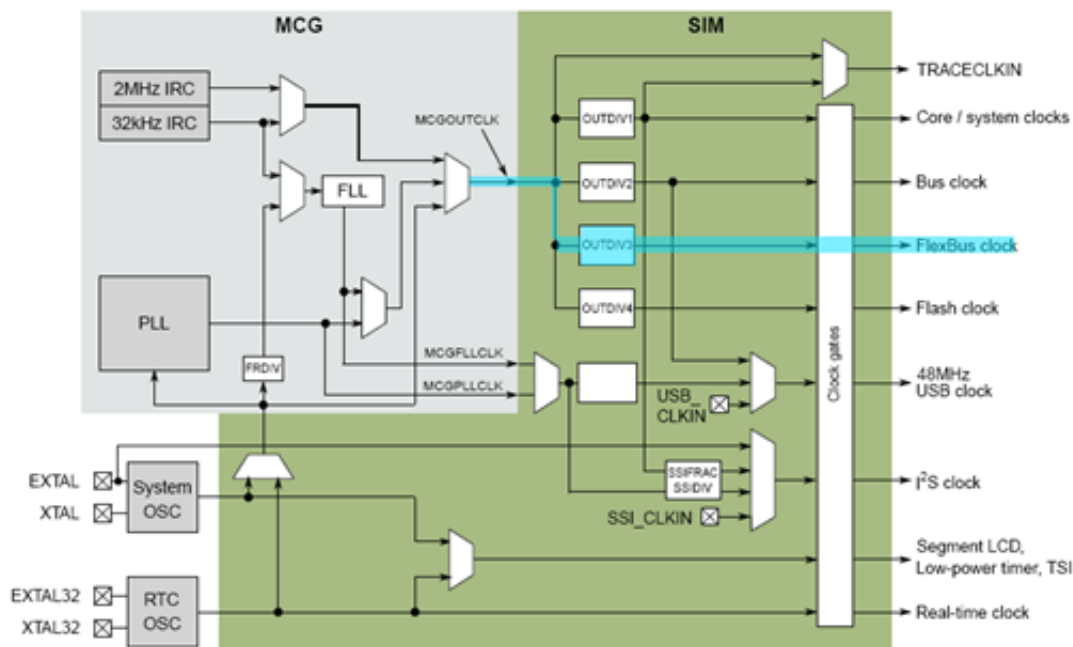 MCG
SIM
2MHz IRC
32kHz IRC
MCGOUTCLK
FLL
PLL
FRDIV
MCGFLLCLK
MCGPLLCLK
OUTDIV1
OUTDIV2
OUTDIV3
OUTDIV4
USB_
CLKIN
SSIFRAC
SSIDIV
SSI_CLKIN
Clock gates
TRACECLKIN
Core / system clocks
Bus clock
FlexBus clock
Flash clock
48MHz
USB clock
I²S clock
Segment LCD,
Low-power timer, TSI
Real-time clock
EXTAL
XTAL
System
OSC
EXTAL32
XTAL32
RTC
OSC